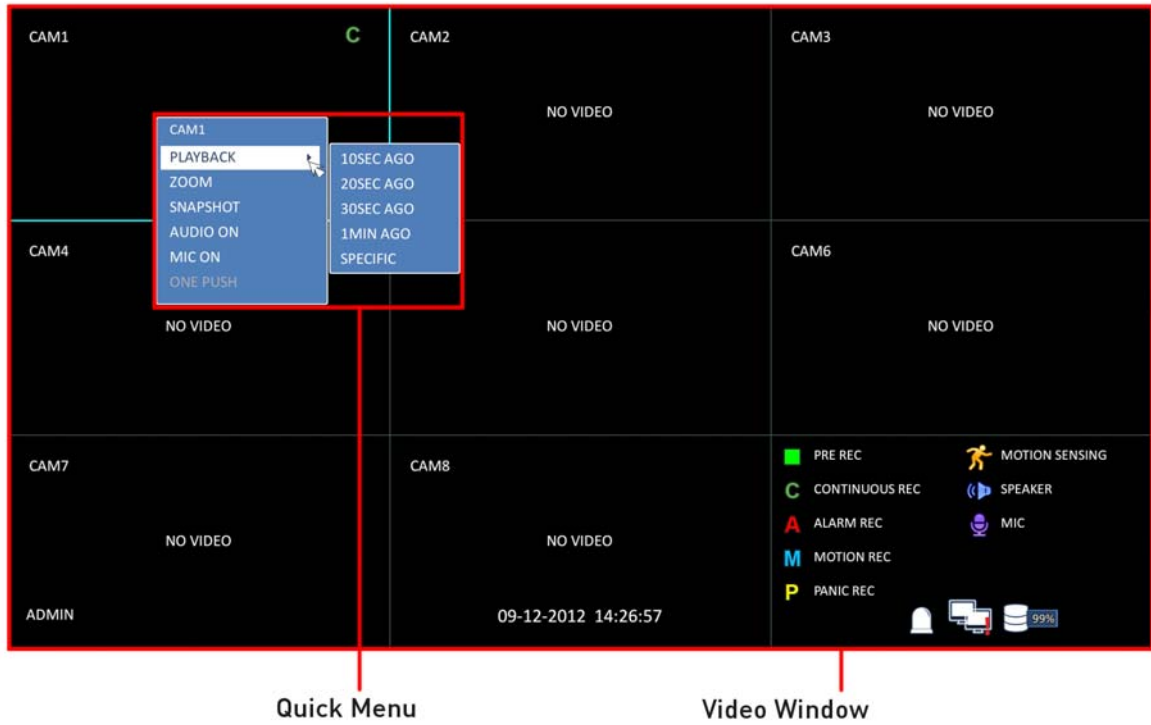 CAM1
C
CAM2
CAM3
NO VIDEO
NO VIDEO
CAM1
PLAYBACK
ZOOM
SNAPSHOT
AUDIO ON
MIC ON
ONE PUSH
10SEC AGO
20SEC AGO
30SEC AGO
1MIN AGO
SPECIFIC
CAM4
CAM6
NO VIDEO
NO VIDEO
NO VIDEO
CAM7
CAM8
NO VIDEO
NO VIDEO
ADMIN
09-12-2012 14:26:57
PRE REC
C CONTINUOUS REC
A ALARM REC
M MOTION REC
P PANIC REC
MOTION SENSING
SPEAKER
MIC
99%
Quick Menu
Video Window